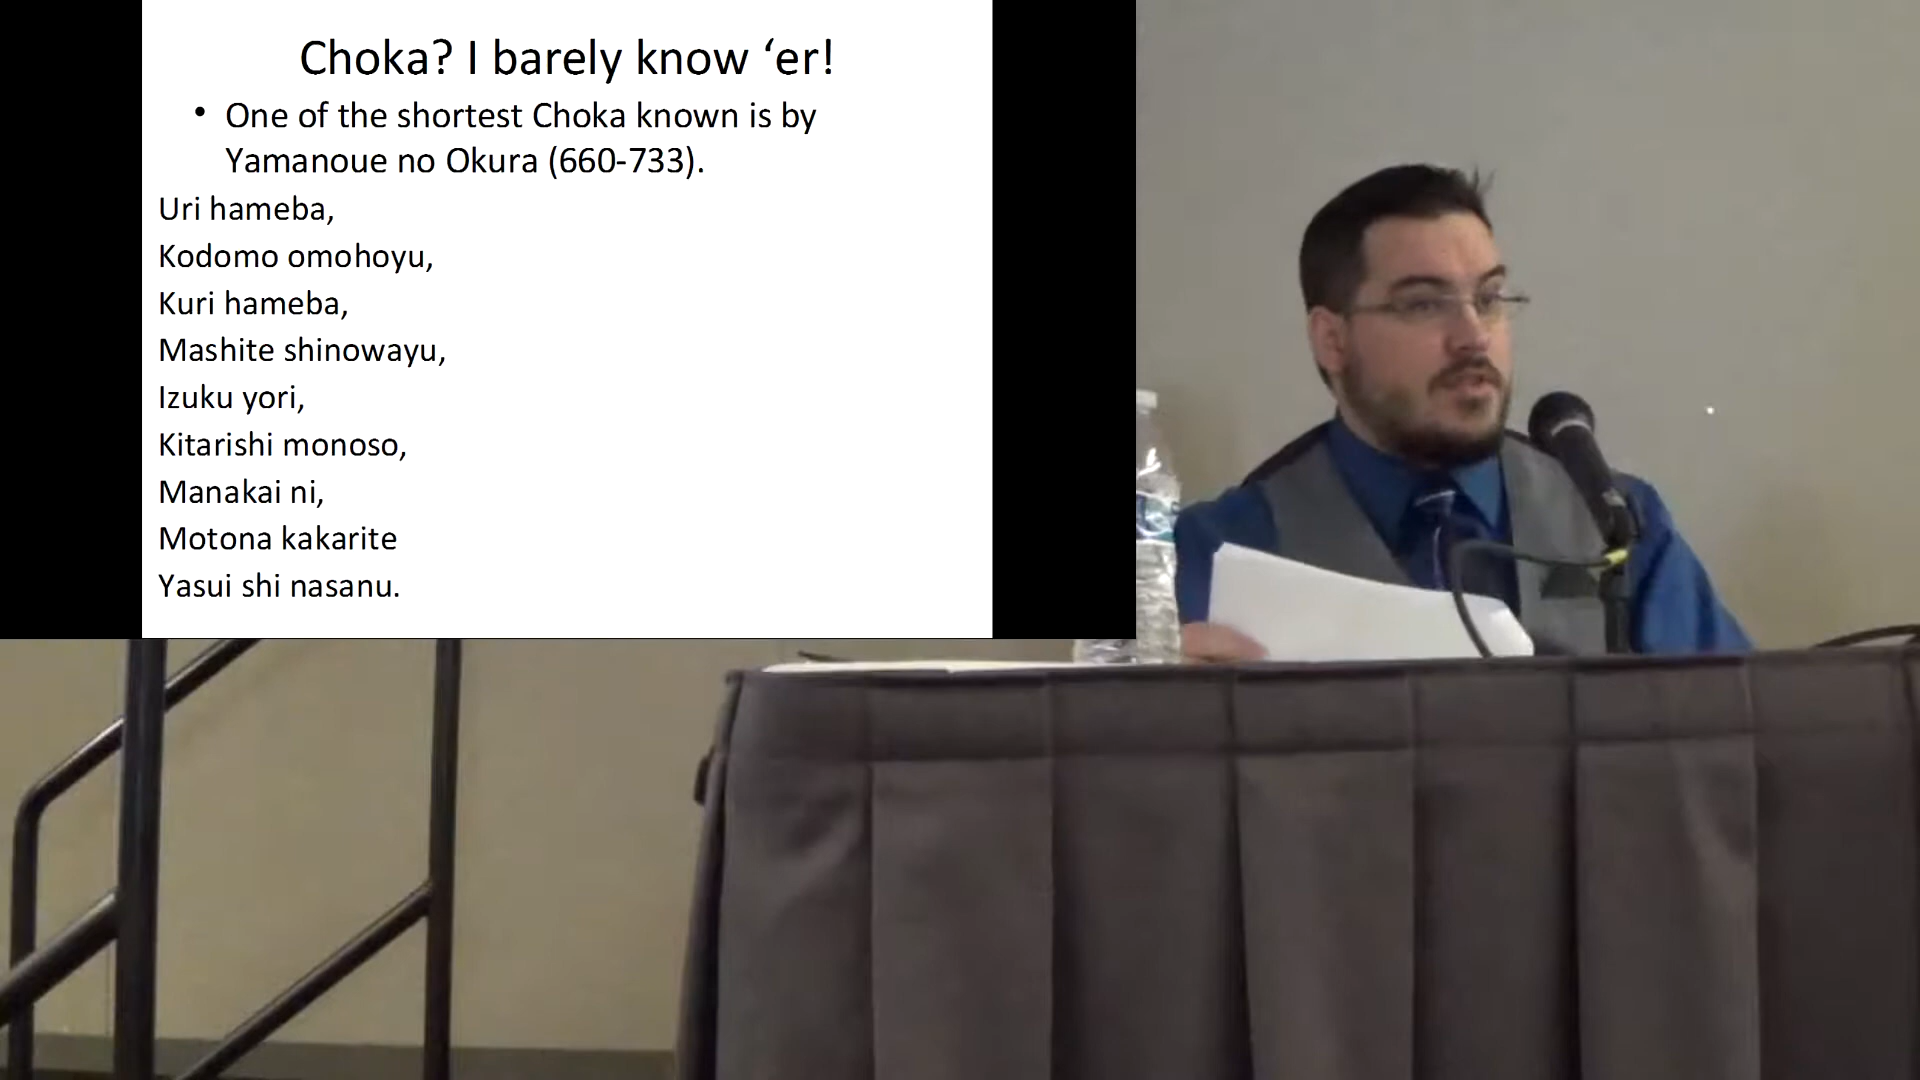 Choka? I barely know ‘er!
• One of the shortest Choka known is by
Yamanoue no Okura (660-733).
Uri hameba,
Kodomo omohoyu,
Kuri hameba,
Mashite shinowayu,
Izuku yori,
Kitarishi monoso,
Manakai ni,
Motona kakarite
Yasui shi nasanu.